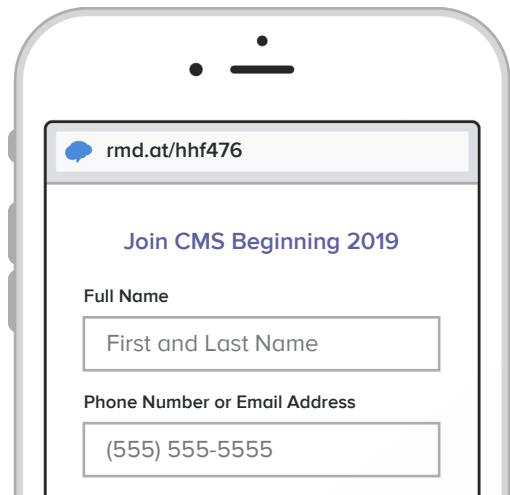 rmd.at/hhf476
Join CMS Beginning 2019
Full Name
First and Last Name
Phone Number or Email Address
(555) 555-5555